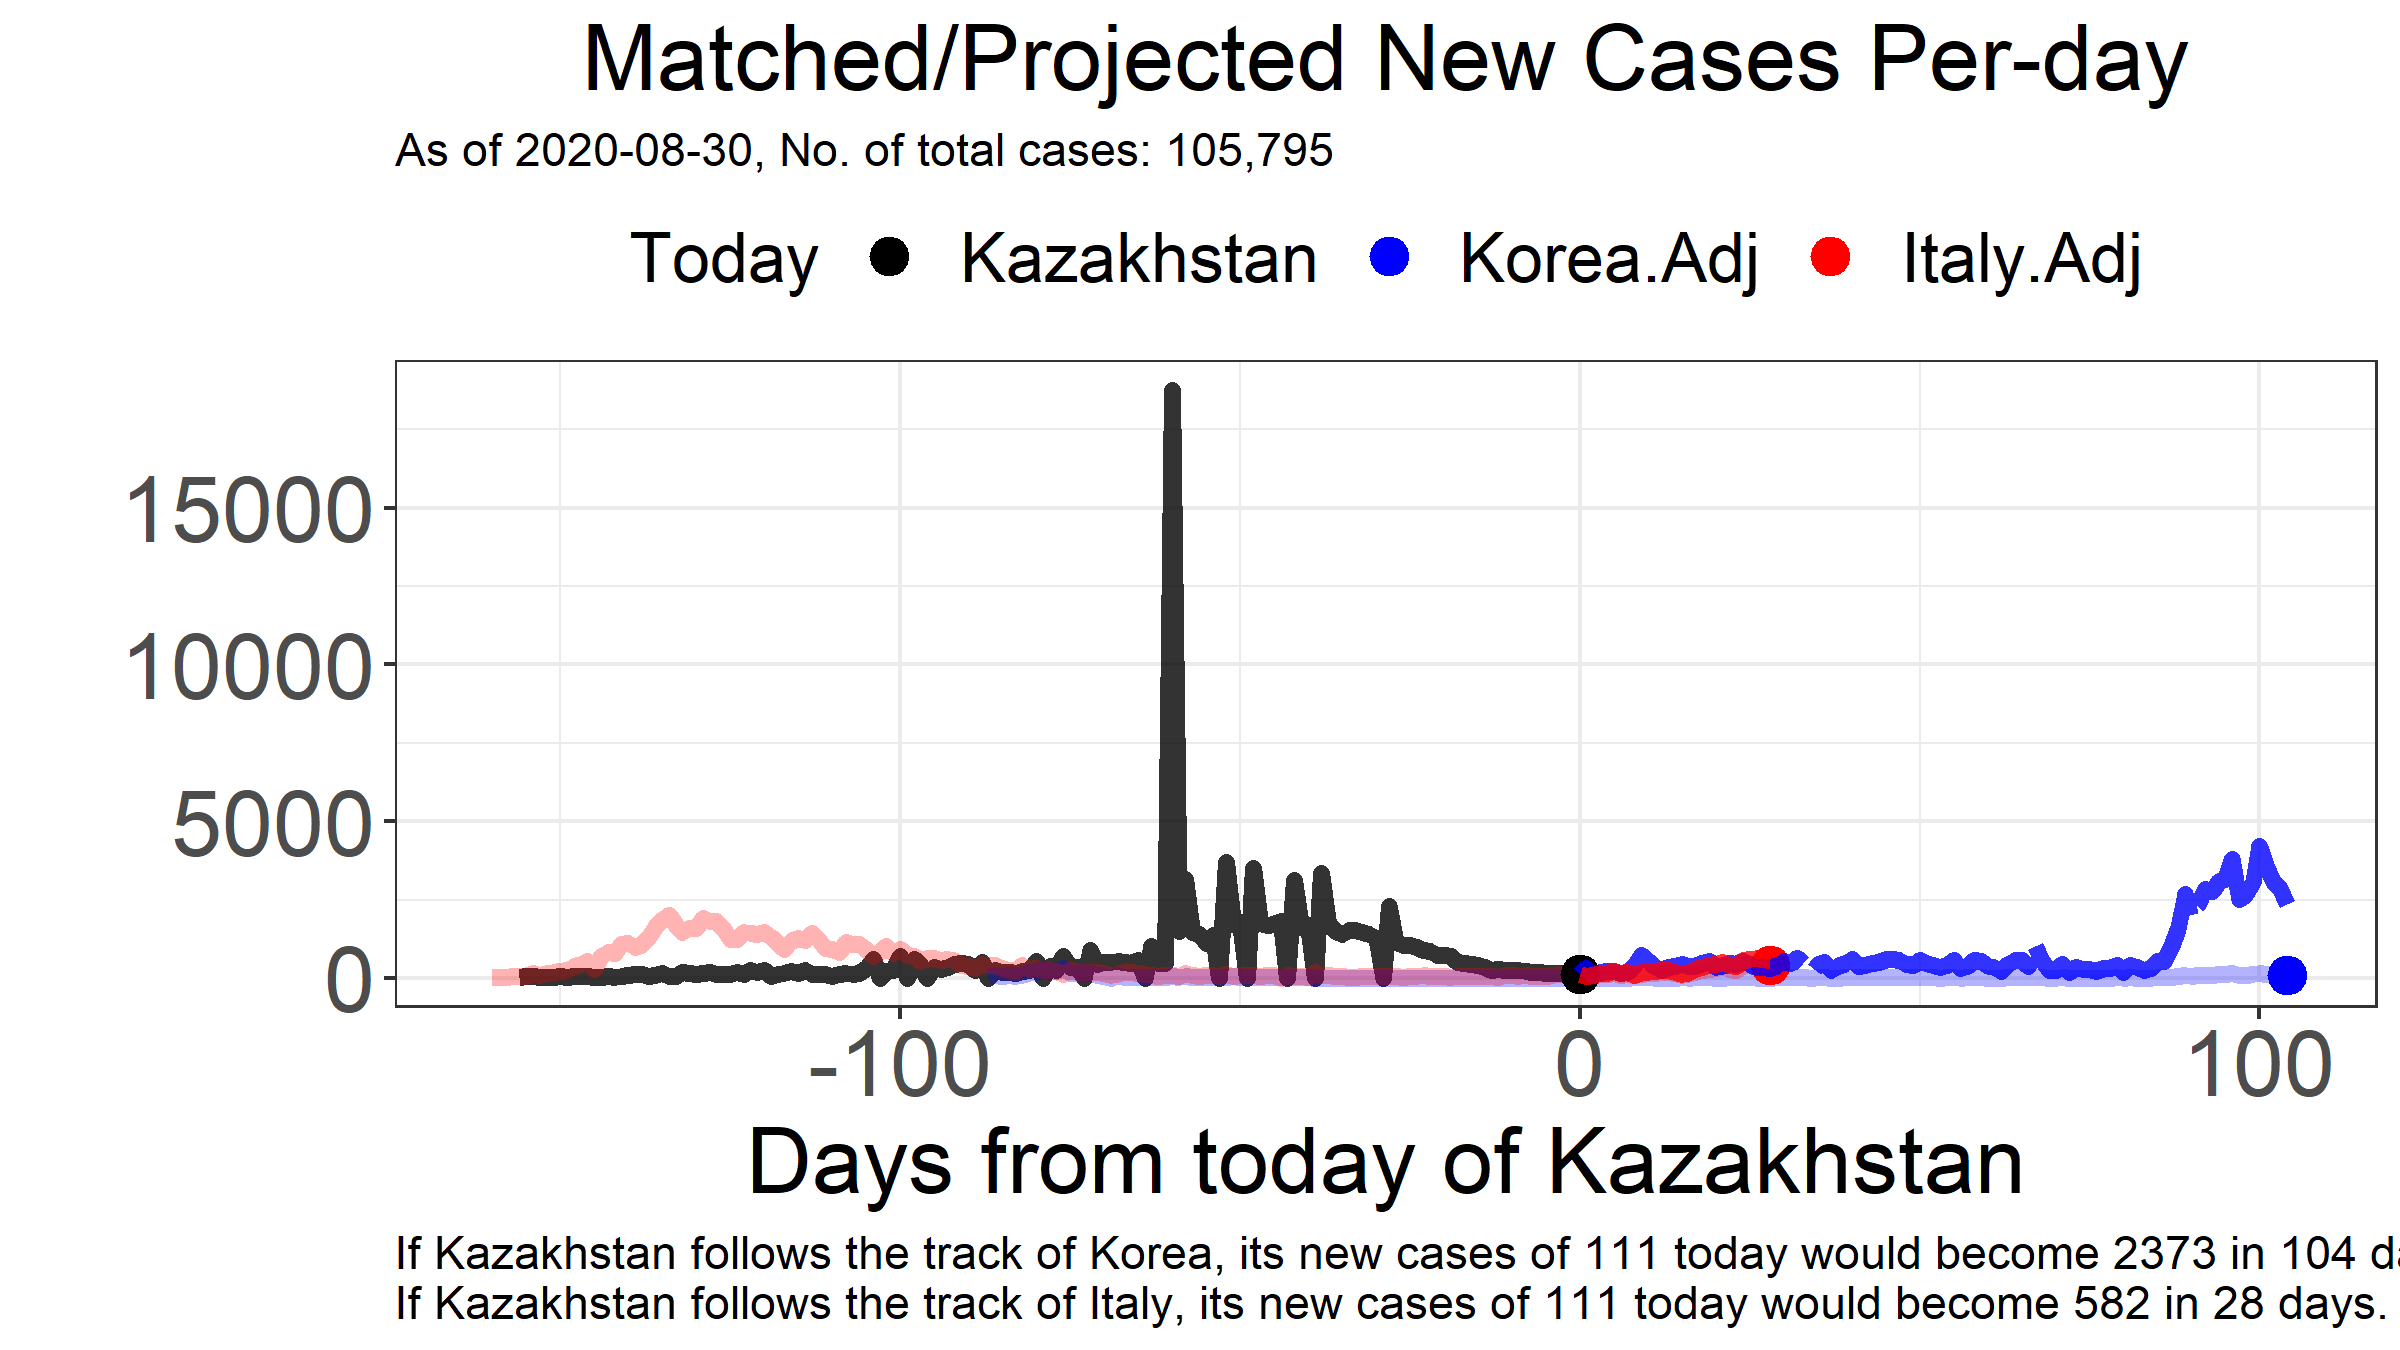 Matched/Projected New Cases Per-day
As of 2020-08-30, No. of total cases: 105,795
Today Kazakhstan Korea.Adj Italy.Adj
15000
10000
5000
0
-100 0 100
Days from today of Kazakhstan
If Kazakhstan follows the track of Korea, its new cases of 111 today would become 2373 in 104
If Kazakhstan follows the track of Italy, its new cases of 111 today would become 582 in 28 days.